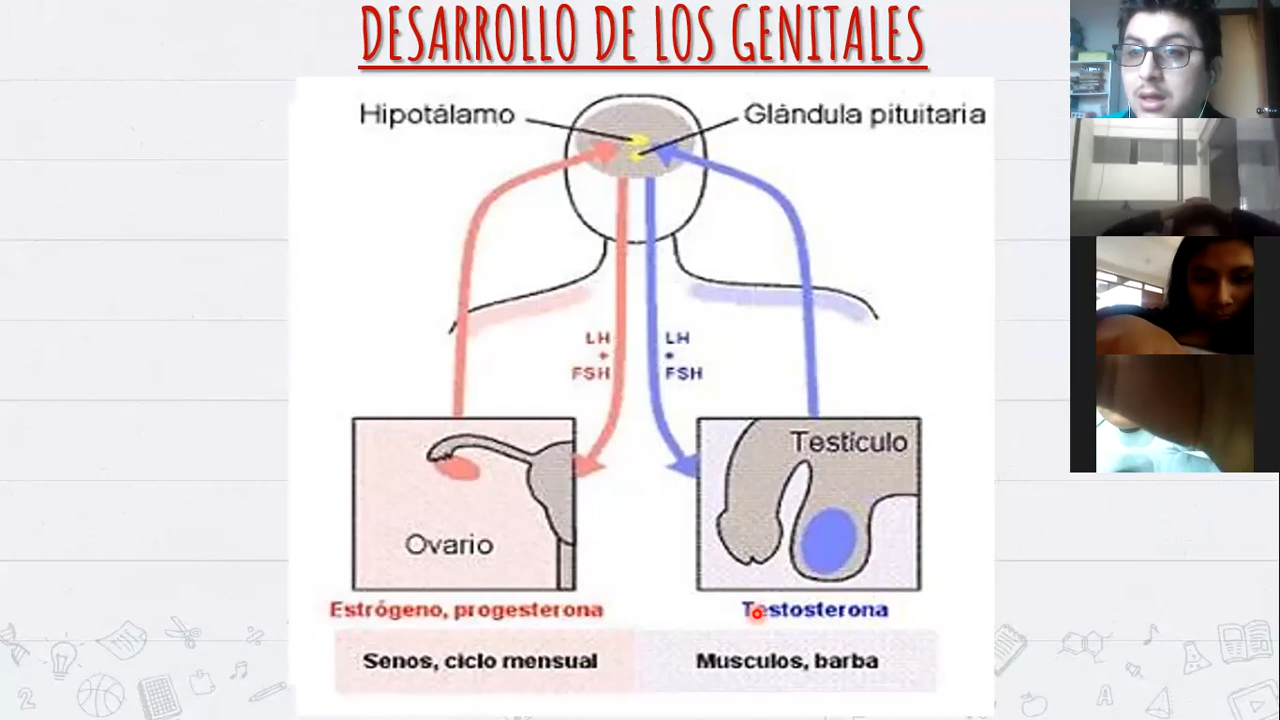 DESARROLLO DE LOS GENITALES
Hipotálamo
Glándula pituitaria
LH
+
FSH
LH
+
FSH
Ovario
Testículo
Estrógeno, progesterona
Testosterona
Senos, ciclo mensual
Musculos, barba